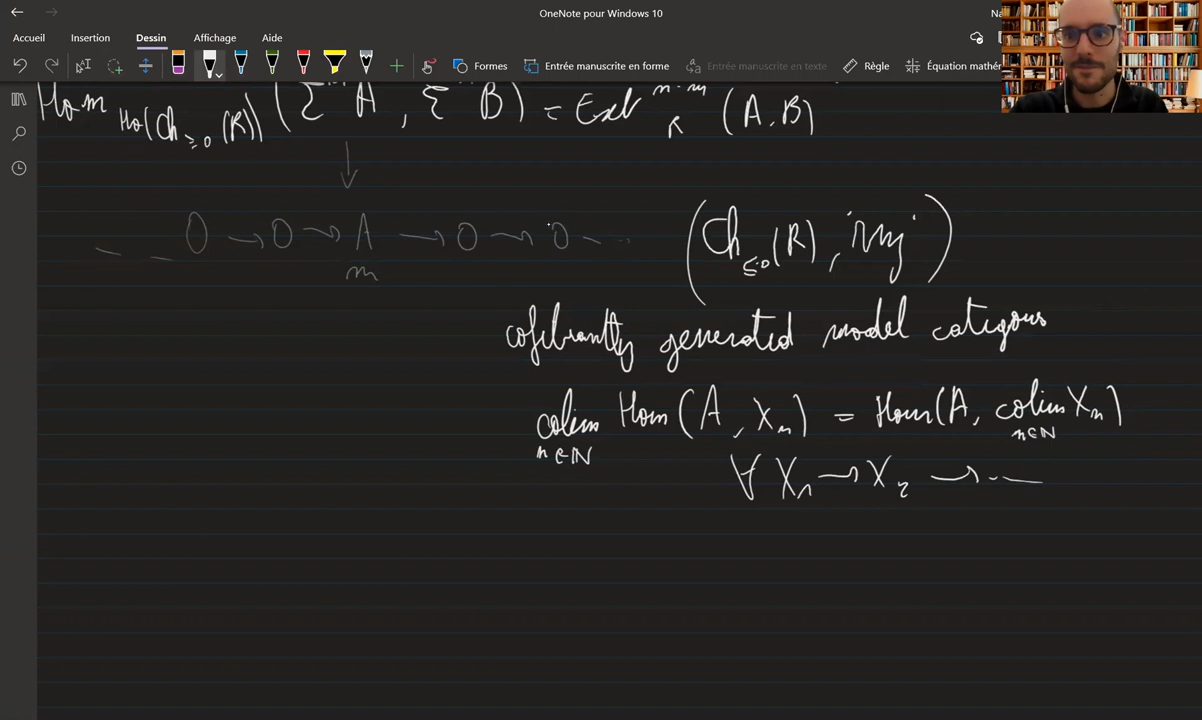 OneNote pour Windows 10
Accueil Insertion Dessin Affichage Aide
Formes Entrée manuscrite en forme Entrée manuscrite en texte Règle Équation mathé
Hom Ho(Ch≥0(R)) (Σ A, Σ B) = Ext^{n-m}_R (A, B)
0 → 0 → A → 0 → 0 → ...
m
(Ch≤0(R), inj)
cofibrantly generated model categories
colim n∈ℕ Hom(A, Xn) = Hom(A, colim n∈ℕ Xn)
∀ X1 → X2 → ...